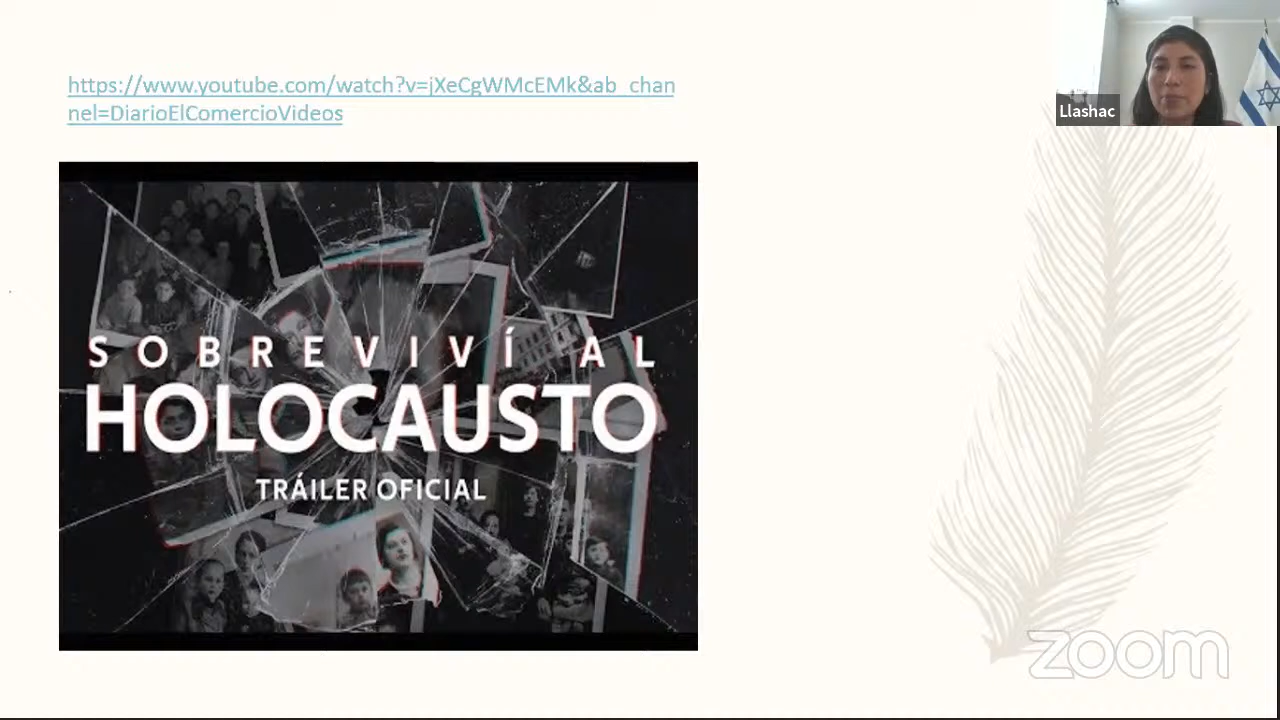 https://www.youtube.com/watch?v=jXeCgWMcEMk&ab_chan
nel=DiarioElComercioVideos
Llashac
SOBREVIVÍ AL
HOLOCAUSTO
TRÁILER OFICIAL
zoom